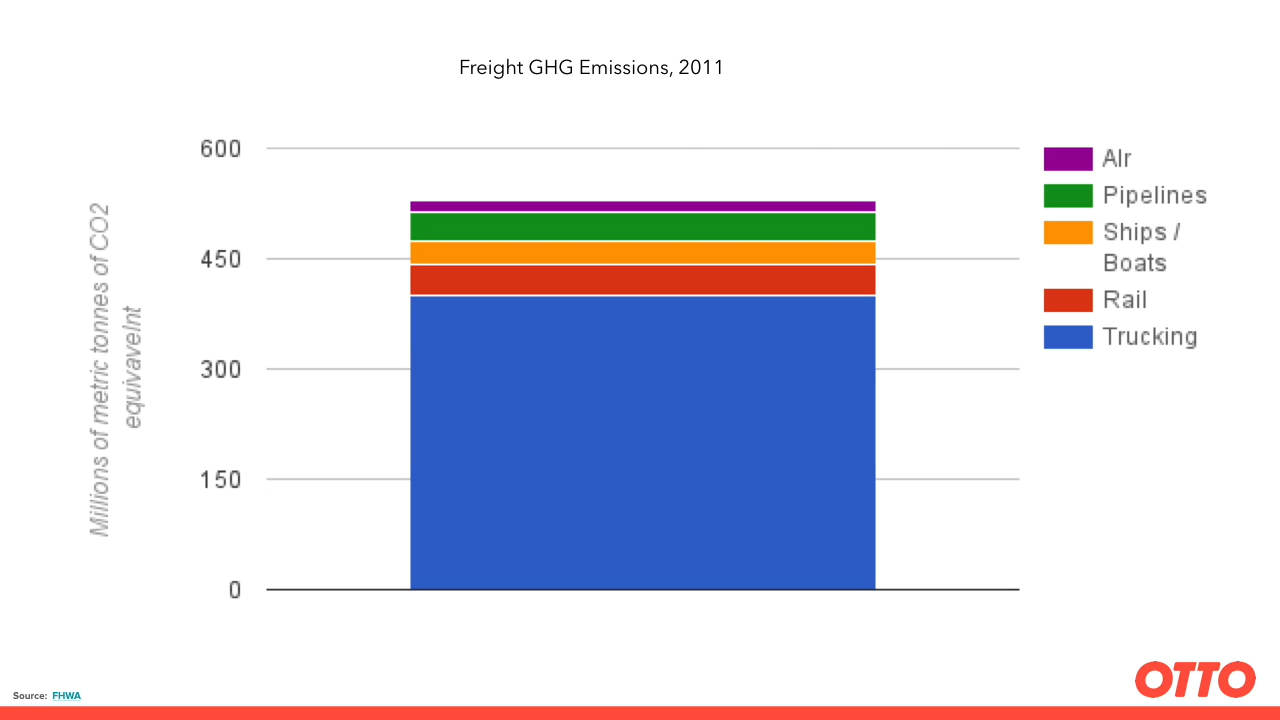 Freight GHG Emissions, 2011
600
450
300
150
0
Millions of metric tonnes of CO2
equivavelnt
AIr
Pipelines
Ships /
Boats
Rail
Trucking
Source: FHWA
OTTO